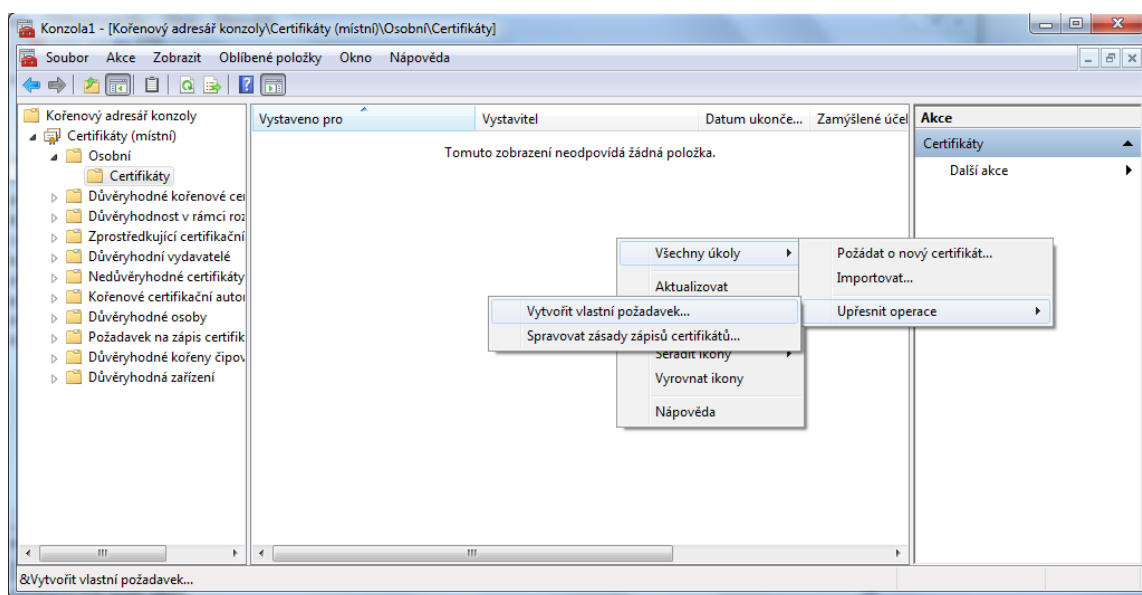 Konzola1 - [Kořenový adresář konzoly\Certifikáty (místní)\Osobní\Certifikáty]
Soubor Akce Zobrazit Oblíbené položky Okno Nápověda
Kořenový adresář konzoly
Certifikáty (místní)
Osobní
Certifikáty
Důvěryhodné kořenové cer
Důvěryhodnost v rámci roz
Zprostředkující certifikační
Důvěryhodní vydavatelé
Nedůvěryhodné certifikáty
Kořenové certifikační autor
Důvěryhodné osoby
Požadavek na zápis certifik
Důvěryhodné kořeny čipov
Důvěryhodná zařízení
Vystaveno pro Vystavitel Datum ukonče... Zamýšlené účel
Tomuto zobrazení neodpovídá žádná položka.
Všechny úkoly
Aktualizovat
Seřadit ikony
Vyrovnat ikony
Nápověda
Požádat o nový certifikát...
Importovat...
Upřesnit operace
Vytvořit vlastní požadavek...
Spravovat zásady zápisů certifikátů...
Akce
Certifikáty
Další akce
&Vytvořit vlastní požadavek...